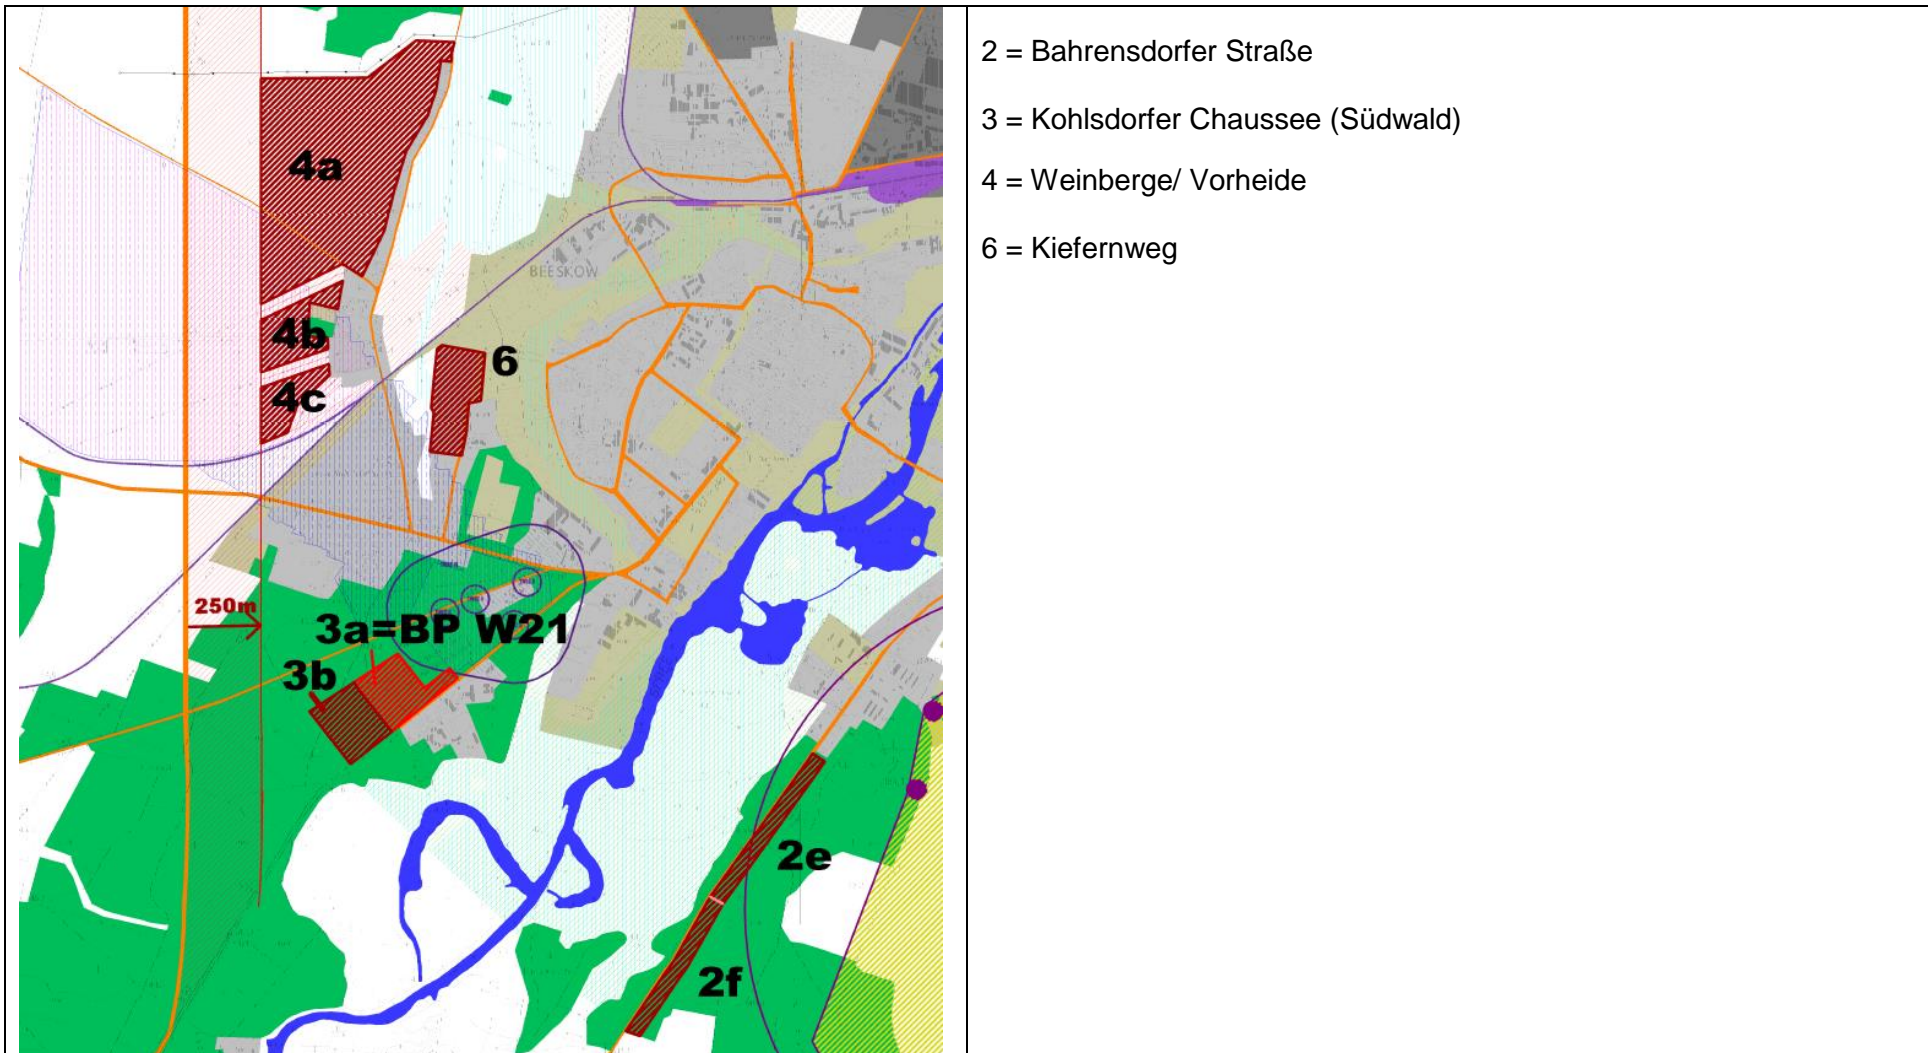 4a
BEESKOW
4b
6
4c
250m
3a=BP W21
3b
2e
2f
2 = Bahrensdorfer Straße
3 = Kohlsdorfer Chaussee (Südwald)
4 = Weinberge/ Vorheide
6 = Kiefernweg